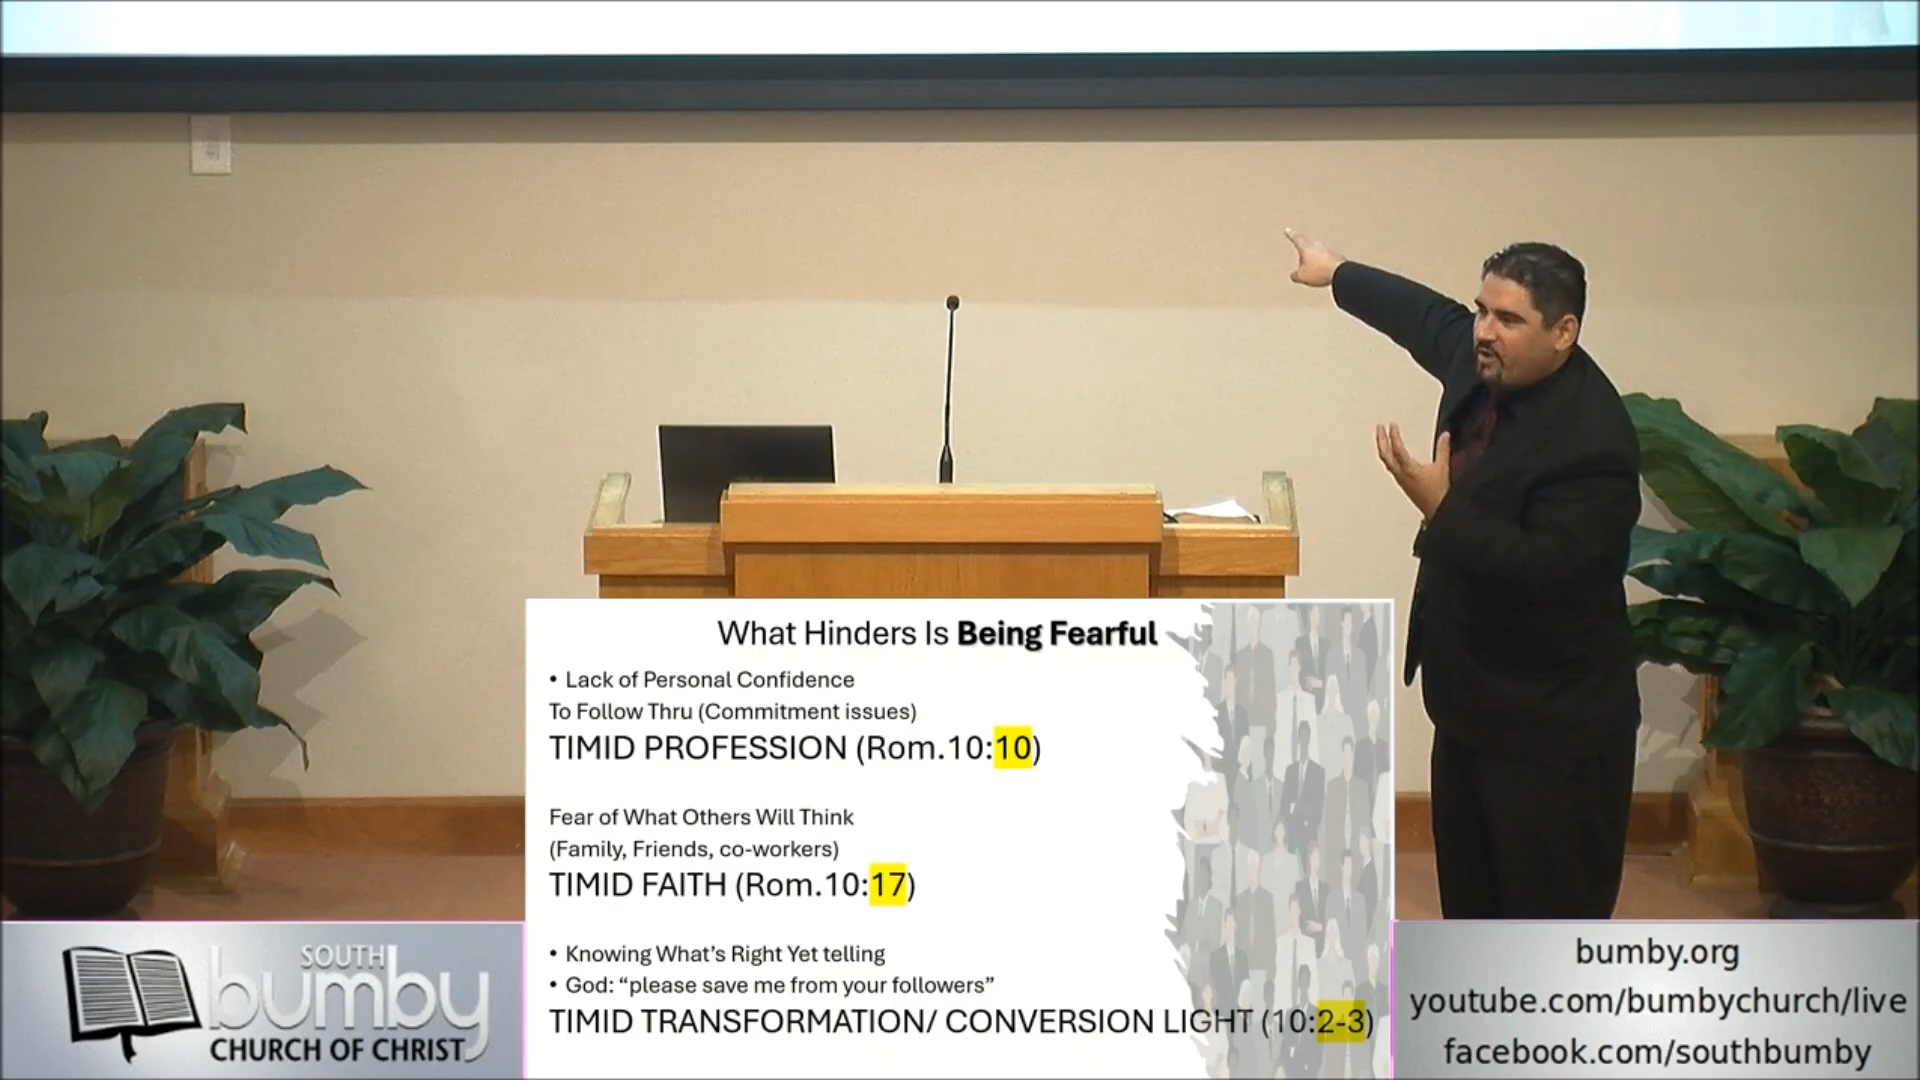 What Hinders Is Being Fearful
• Lack of Personal Confidence
To Follow Thru (Commitment issues)
TIMID PROFESSION (Rom.10:10)
Fear of What Others Will Think
(Family, Friends, co-workers)
TIMID FAITH (Rom.10:17)
• Knowing What's Right Yet telling
• God: “please save me from your followers”
TIMID TRANSFORMATION/ CONVERSION LIGHT (10:2-3)
SOUTH
bumby
CHURCH OF CHRIST
bumby.org
youtube.com/bumbychurch/live
facebook.com/southbumby